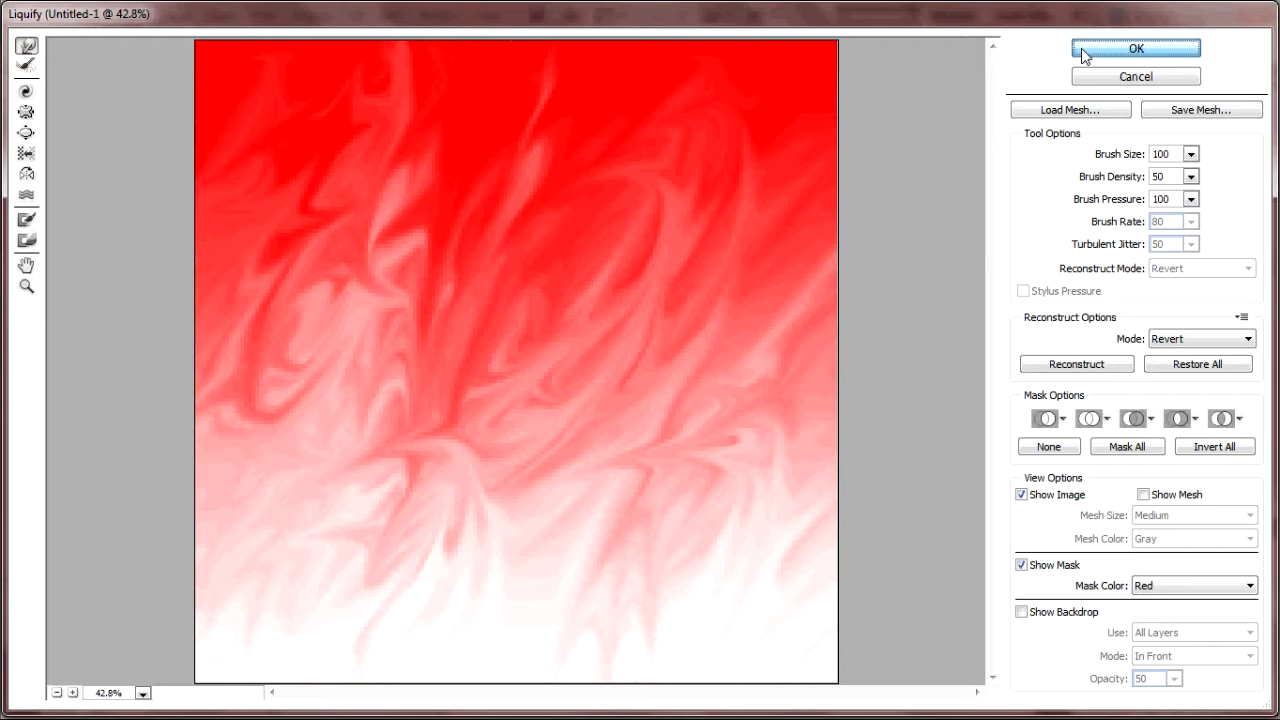 Liquify (Untitled-1 @ 42.8%)
OK
Cancel
Load Mesh... Save Mesh...
Tool Options
Brush Size: 100
Brush Density: 50
Brush Pressure: 100
Brush Rate: 80
Turbulent Jitter: 50
Reconstruct Mode: Revert
Stylus Pressure
Reconstruct Options
Mode: Revert
Reconstruct Restore All
Mask Options
None Mask All Invert All
View Options
Show Image Show Mesh
Mesh Size: Medium
Mesh Color: Gray
Show Mask
Mask Color: Red
Show Backdrop
Use: All Layers
Mode: In Front
Opacity: 50
42.8%